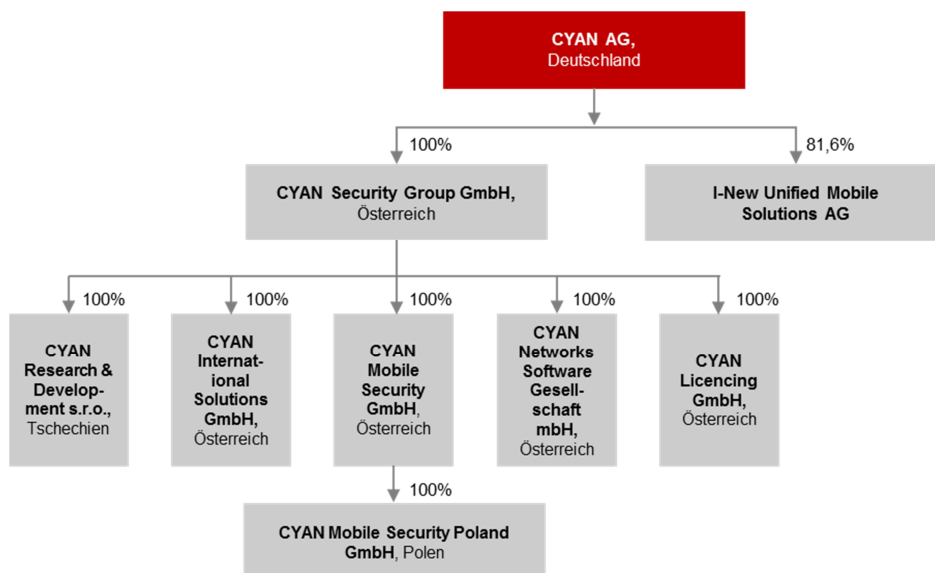 CYAN AG,
Deutschland
100%
81,6%
CYAN Security Group GmbH,
Österreich
I-New Unified Mobile
Solutions AG
100%
100%
100%
100%
100%
CYAN
Research &
Develop-
ment s.r.o.,
Tschechien
CYAN
Internat-
ional
Solutions
GmbH,
Österreich
CYAN
Mobile
Security
GmbH,
Österreich
CYAN
Networks
Software
Gesell-
schaft
mbH,
Österreich
CYAN
Licencing
GmbH,
Österreich
100%
CYAN Mobile Security Poland
GmbH, Polen